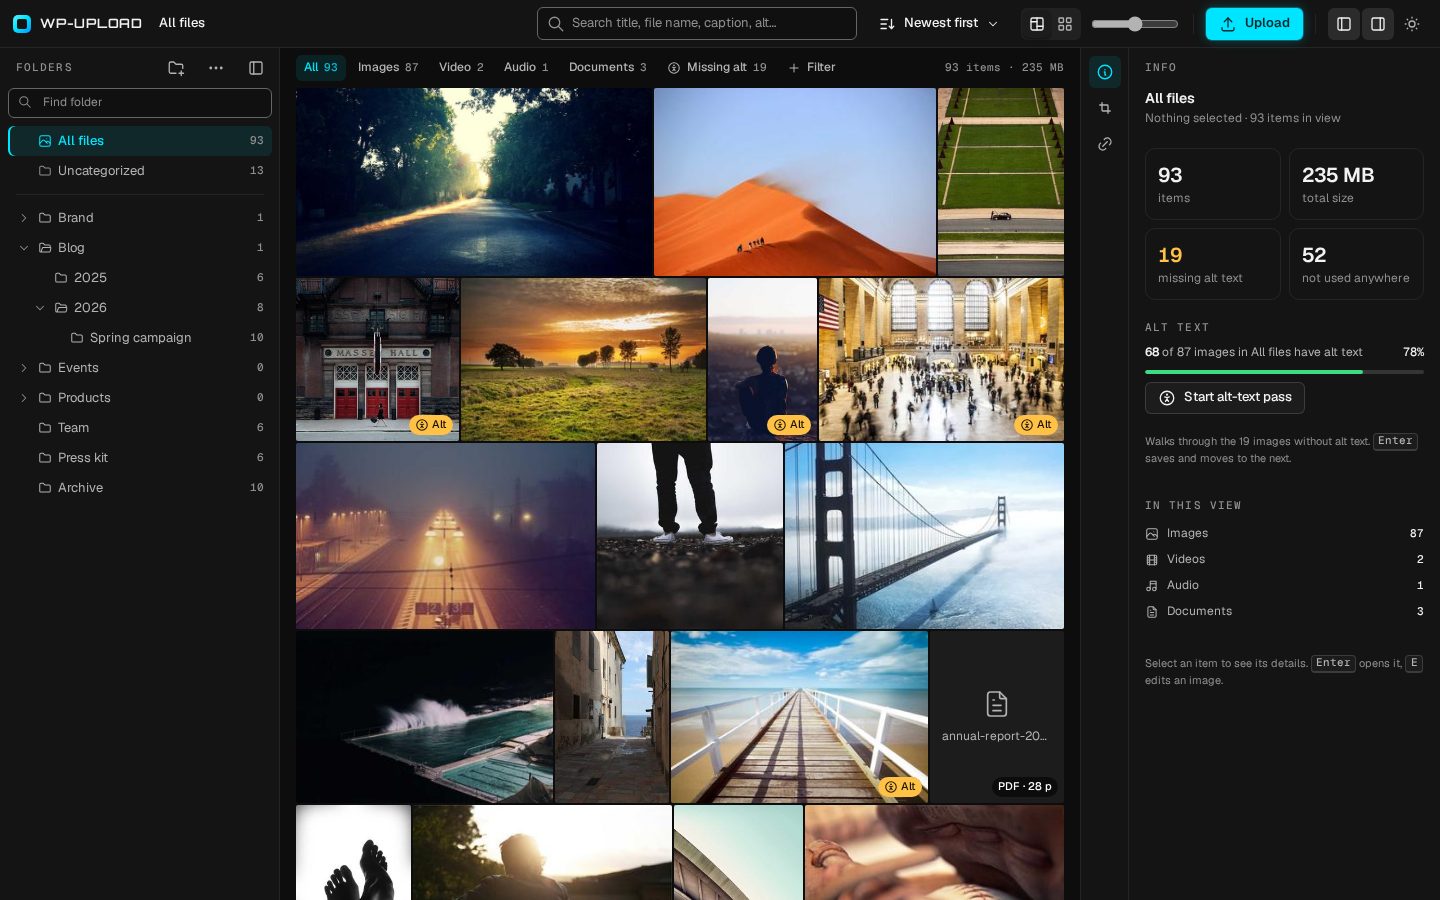 WP-UPLOAD All files
Search title, file name, caption, alt…
Newest first
Upload
FOLDERS
Find folder
All files 93
Uncategorized 13
Brand 1
Blog 1
2025 6
2026 8
Spring campaign 10
Events 0
Products 0
Team 6
Press kit 6
Archive 10
All 93 Images 87 Video 2 Audio 1 Documents 3 Missing alt 19 Filter
93 items · 235 MB
MASSEY HALL
Alt
Alt
Alt
Alt
annual-report-20…
PDF · 28 p
INFO
All files
Nothing selected · 93 items in view
93
items
235 MB
total size
19
missing alt text
52
not used anywhere
ALT TEXT
68 of 87 images in All files have alt text 78%
Start alt-text pass
Walks through the 19 images without alt text. Enter
saves and moves to the next.
IN THIS VIEW
Images 87
Videos 2
Audio 1
Documents 3
Select an item to see its details. Enter opens it, E
edits an image.